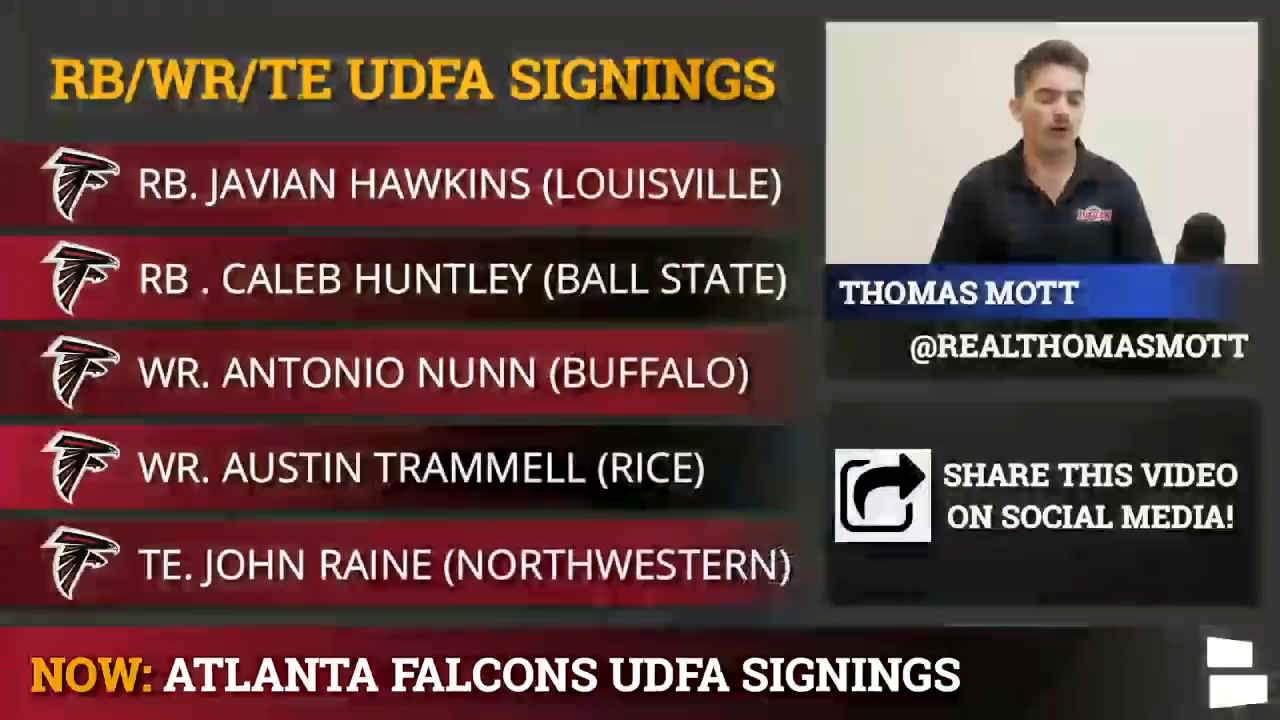 RB/WR/TE UDFA SIGNINGS
RB. JAVIAN HAWKINS (LOUISVILLE)
RB . CALEB HUNTLEY (BALL STATE)
WR. ANTONIO NUNN (BUFFALO)
WR. AUSTIN TRAMMELL (RICE)
TE. JOHN RAINE (NORTHWESTERN)
THOMAS MOTT
@REALTHOMASMOTT
SHARE THIS VIDEO
ON SOCIAL MEDIA!
NOW: ATLANTA FALCONS UDFA SIGNINGS